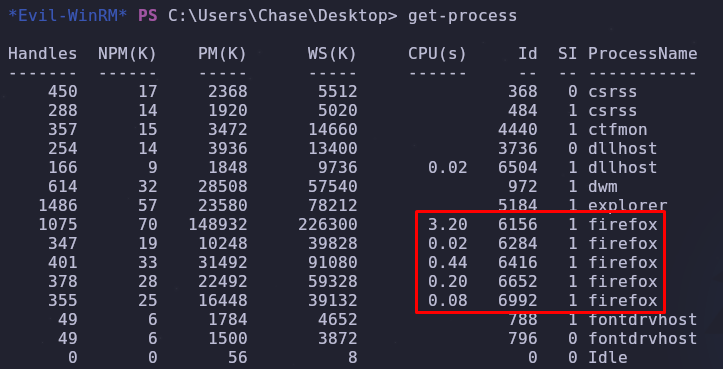 *Evil-WinRM* PS C:\Users\Chase\Desktop> get-process
Handles  NPM(K)    PM(K)      WS(K)     CPU(s)     Id  SI ProcessName
-------  ------    -----      -----     ------     --  -- -----------
    450      17     2368       5512               368   0 csrss
    288      14     1920       5020               484   1 csrss
    357      15     3472      14660              4440   1 ctfmon
    254      14     3936      13400              3736   0 dllhost
    166       9     1848       9736       0.02   6504   1 dllhost
    614      32    28508      57540               972   1 dwm
   1486      57    23580      78212              5184   1 explorer
   1075      70   148932     226300       3.20   6156   1 firefox
    347      19    10248      39828       0.02   6284   1 firefox
    401      33    31492      91080       0.44   6416   1 firefox
    378      28    22492      59328       0.20   6652   1 firefox
    355      25    16448      39132       0.08   6992   1 firefox
     49       6     1784       4652               788   1 fontdrvhost
     49       6     1500       3872               796   0 fontdrvhost
      0       0       56          8                 0   0 Idle